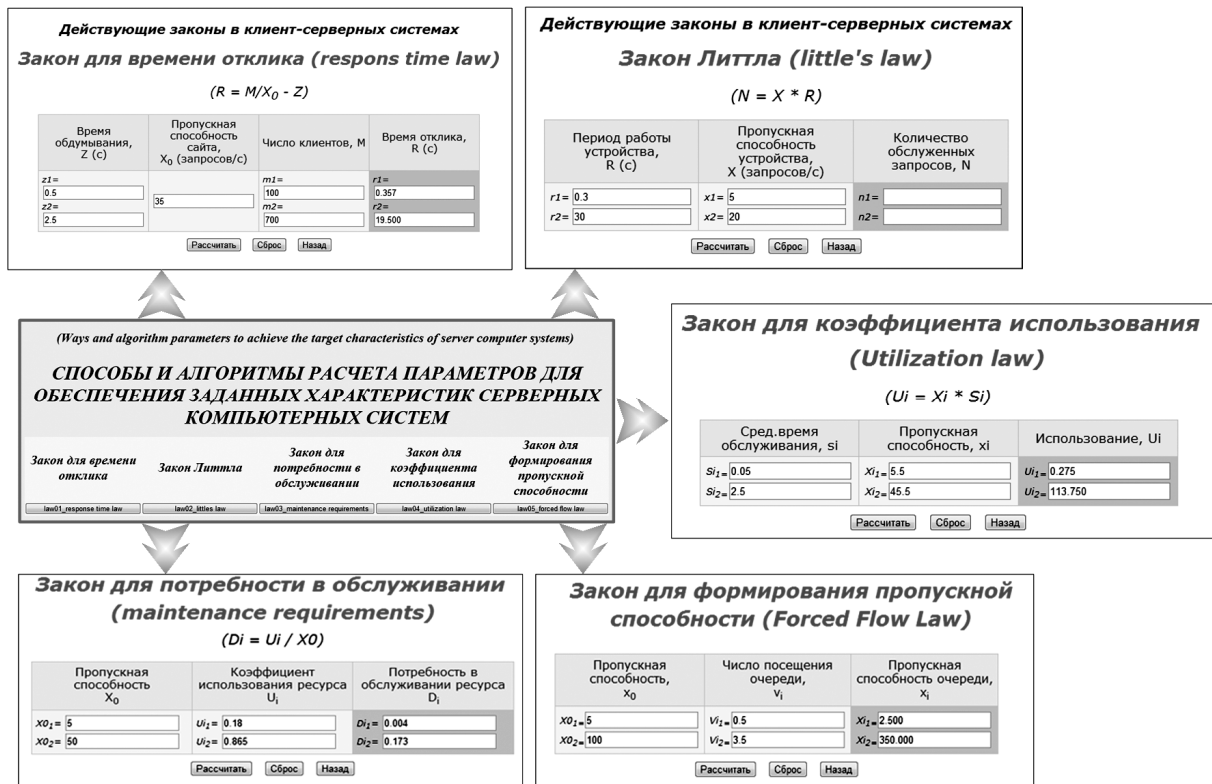 Действующие законы в клиент-серверных системах
Закон для времени отклика (respons time law)
(R = M/X₀ - Z)
Время обдумывания, Z (с)
Пропускная способность сайта, X₀ (запросов/с)
Число клиентов, M
Время отклика, R (с)
z1=
0.5
z2=
2.5
35
m1=
100
m2=
700
r1=
0.357
r2=
19.500
Рассчитать Сброс Назад
Действующие законы в клиент-серверных системах
Закон Литтла (little's law)
(N = X * R)
Период работы устройства, R (с)
Пропускная способность устройства, X (запросов/с)
Количество обслуженных запросов, N
r1= 0.3 x1= 5 n1=
r2= 30 x2= 20 n2=
Рассчитать Сброс Назад
(Ways and algorithm parameters to achieve the target characteristics of server computer systems)
СПОСОБЫ И АЛГОРИТМЫ РАСЧЕТА ПАРАМЕТРОВ ДЛЯ
ОБЕСПЕЧЕНИЯ ЗАДАННЫХ ХАРАКТЕРИСТИК СЕРВЕРНЫХ
КОМПЬЮТЕРНЫХ СИСТЕМ
Закон для времени отклика
Закон Литтла
Закон для потребности в обслуживании
Закон для коэффициента использования
Закон для формирования пропускной способности
law01_response time law law02_littles law law03_maintenance requirements law04_utilization law law05_forced flow law
Закон для коэффициента использования
(Utilization law)
(Ui = Xi * Si)
Сред.время обслуживания, si
Пропускная способность, xi
Использование, Ui
Si₁= 0.05 Xi₁= 5.5 Ui₁= 0.275
Si₂= 2.5 Xi₂= 45.5 Ui₂= 113.750
Рассчитать Сброс Назад
Закон для потребности в обслуживании
(maintenance requirements)
(Di = Ui / X0)
Пропускная способность X₀
Коэффициент использования ресурса Uᵢ
Потребность в обслуживании ресурса Dᵢ
X0₁= 5 Ui₁= 0.18 Di₁= 0.004
X0₂= 50 Ui₂= 0.865 Di₂= 0.173
Рассчитать Сброс Назад
Закон для формирования пропускной
способности (Forced Flow Law)
Пропускная способность, x₀
Число посещения очереди, vᵢ
Пропускная способность очереди, xᵢ
X0₁= 5 Vi₁= 0.5 Xi₁= 2.500
X0₂= 100 Vi₂= 3.5 Xi₂= 350.000
Рассчитать Сброс Назад